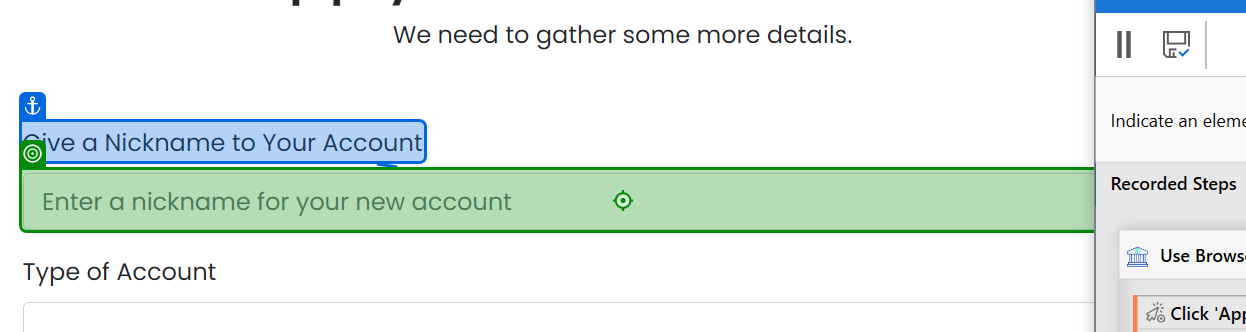 We need to gather some more details.
Give a Nickname to Your Account
Enter a nickname for your new account
Type of Account
Indicate an eleme
Recorded Steps
Use Brows
Click 'App